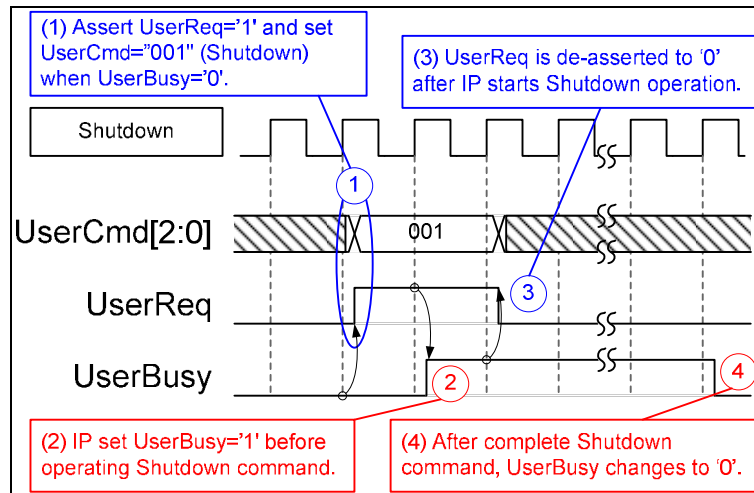 (1) Assert UserReq='1' and set
UserCmd="001" (Shutdown)
when UserBusy='0'.
(3) UserReq is de-asserted to '0'
after IP starts Shutdown operation.
Shutdown
1
UserCmd[2:0]
001
UserReq
3
UserBusy
2
4
(2) IP set UserBusy='1' before
operating Shutdown command.
(4) After complete Shutdown
command, UserBusy changes to '0'.